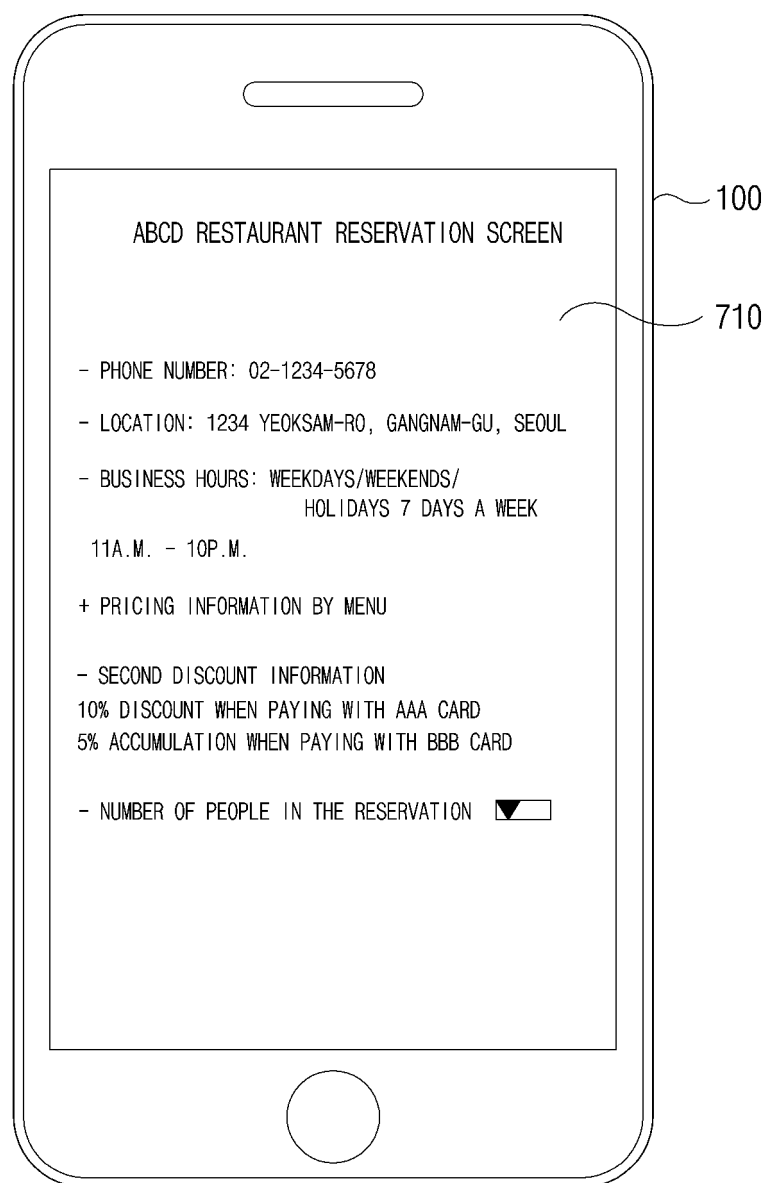 ABCD RESTAURANT RESERVATION SCREEN
100
710
- PHONE NUMBER: 02-1234-5678
- LOCATION: 1234 YEOKSAM-RO, GANGNAM-GU, SEOUL
- BUSINESS HOURS: WEEKDAYS/WEEKENDS/
HOLIDAYS 7 DAYS A WEEK
11A.M. - 10P.M.
+ PRICING INFORMATION BY MENU
- SECOND DISCOUNT INFORMATION
10% DISCOUNT WHEN PAYING WITH AAA CARD
5% ACCUMULATION WHEN PAYING WITH BBB CARD
- NUMBER OF PEOPLE IN THE RESERVATION